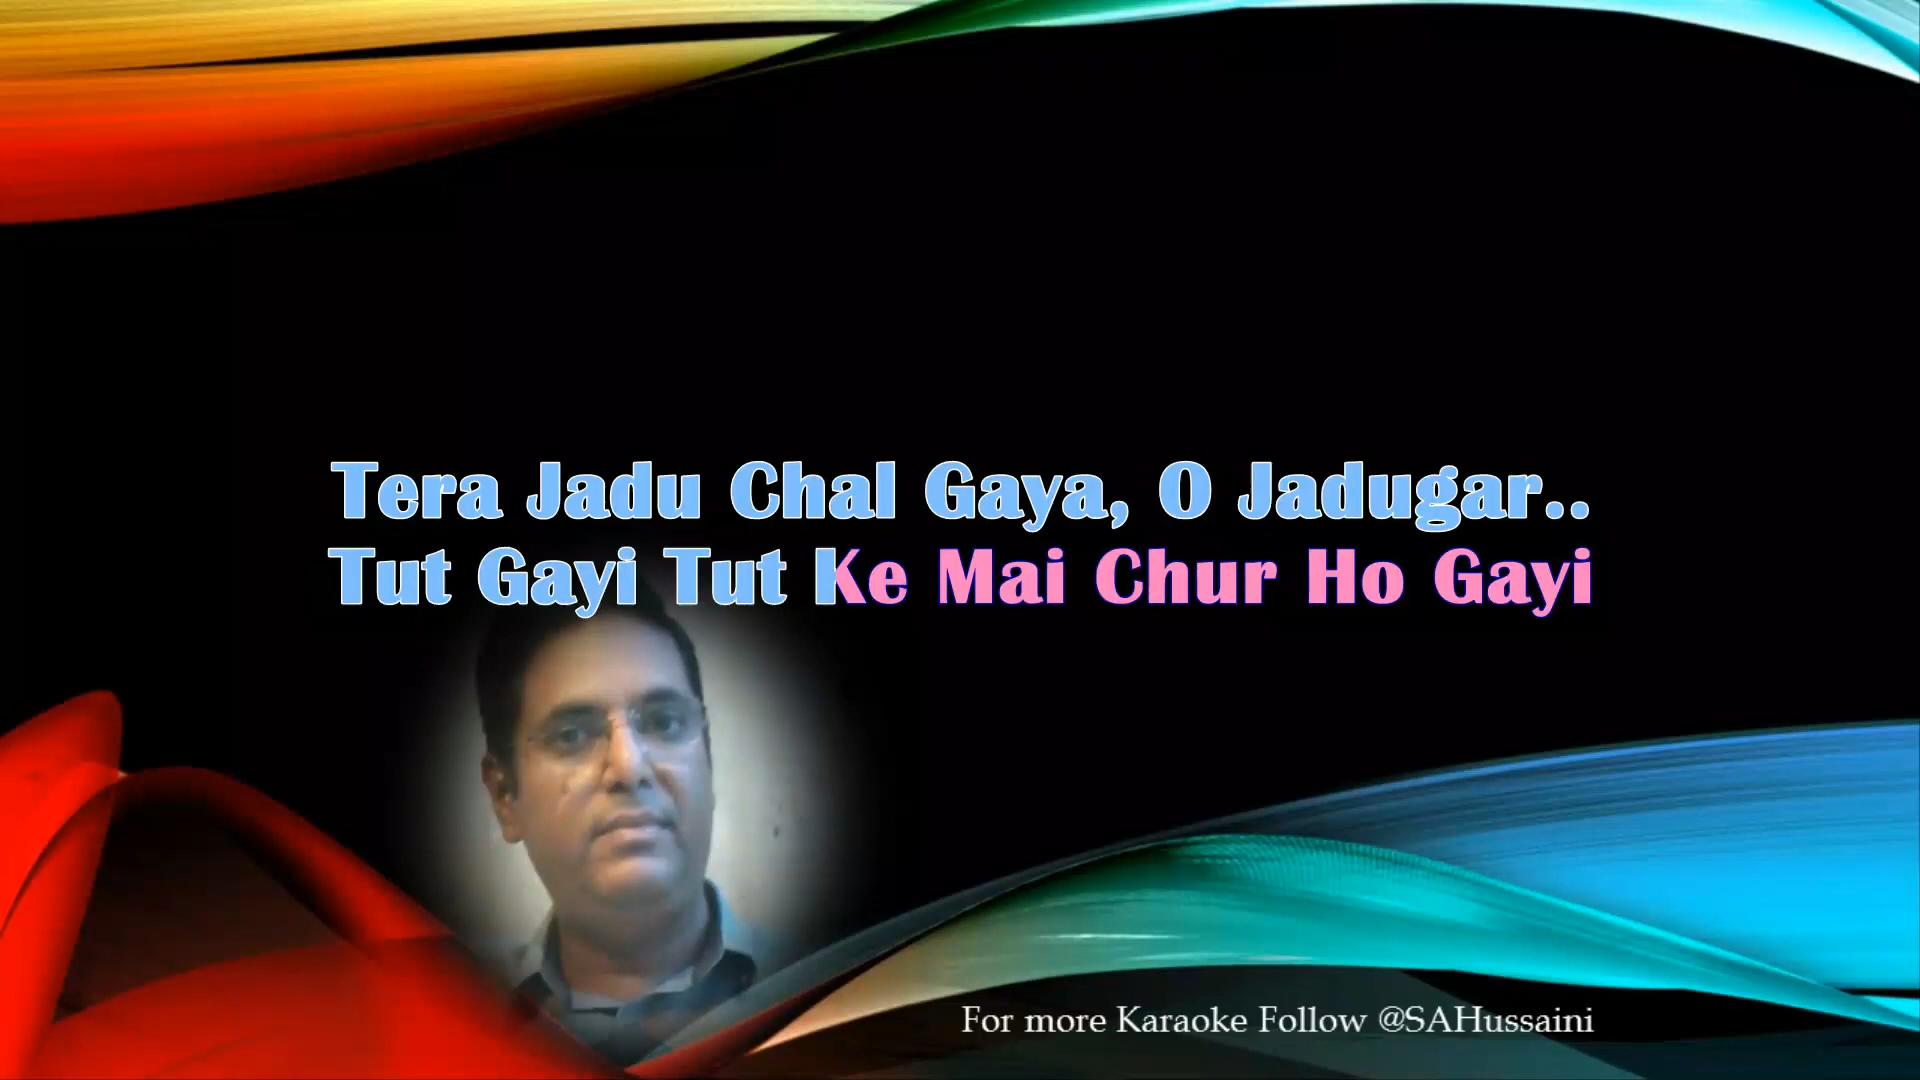 Tera Jadu Chal Gaya, O Jadugar..
Tut Gayi Tut Ke Mai Chur Ho Gayi
For more Karaoke Follow @SAHussaini